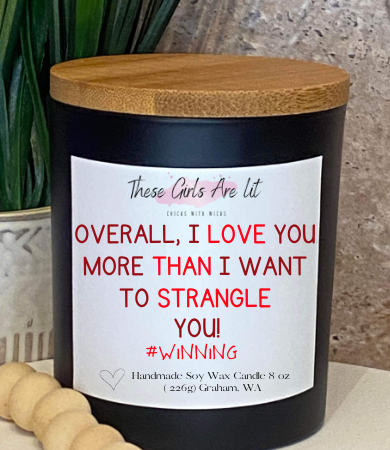 These Girls Are Lit
CHICKS WITH WICKS
OVERALL, I LOVE YOU
MORE THAN I WANT
TO STRANGLE
YOU!
#WINNING
Handmade Soy Wax Candle 8 oz
( 226g) Graham, WA